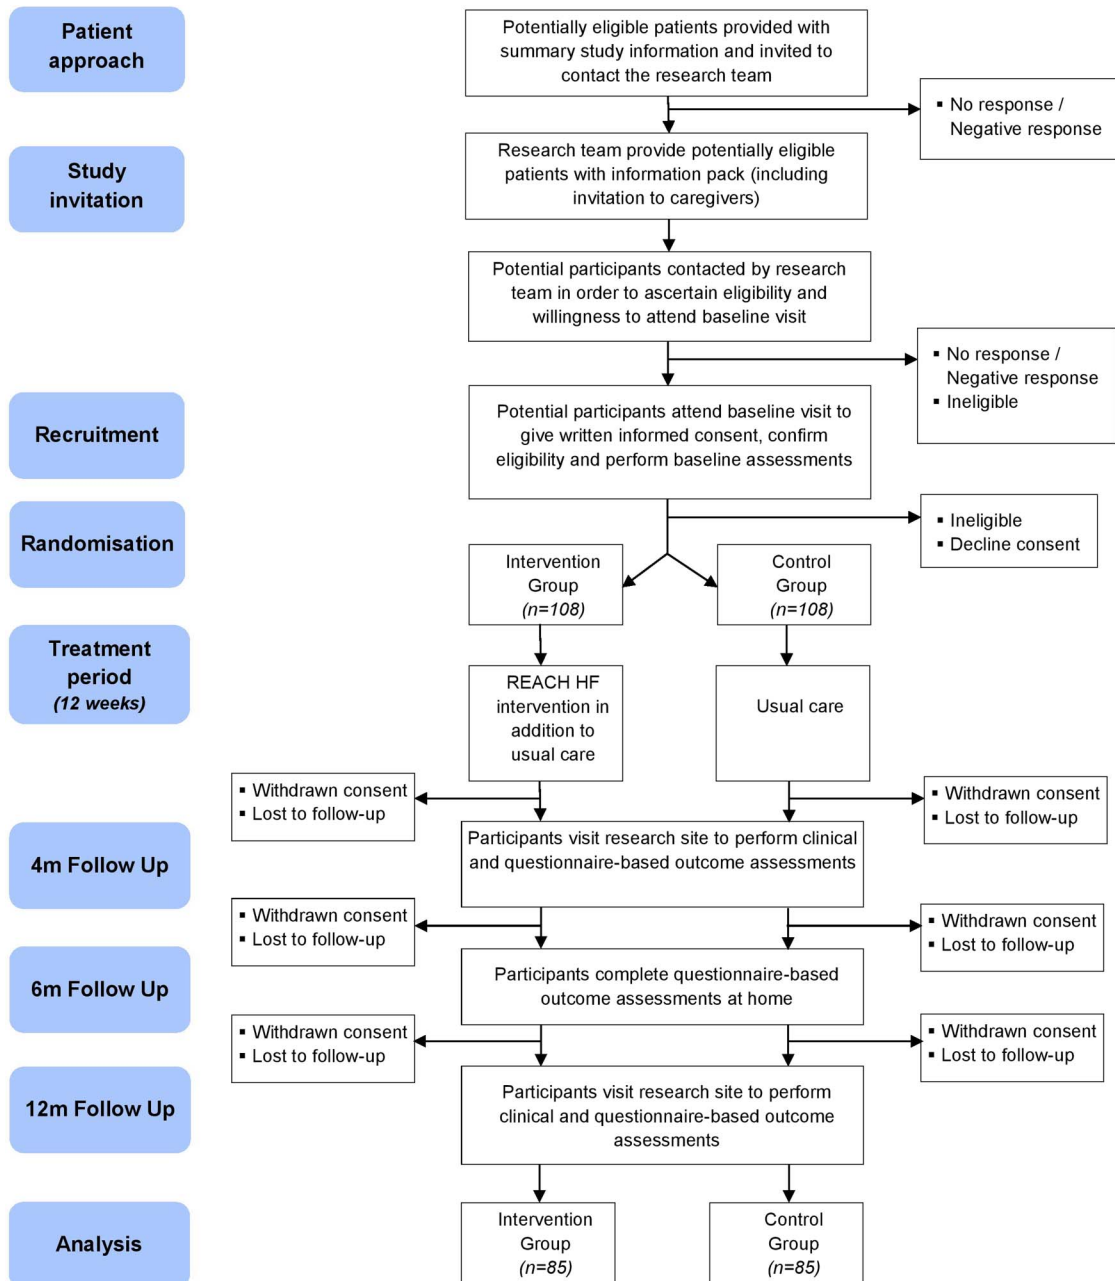 Patient
approach
Potentially eligible patients provided with
summary study information and invited to
contact the research team
▪ No response /
Negative response
Study
invitation
Research team provide potentially eligible
patients with information pack (including
invitation to caregivers)
Potential participants contacted by research
team in order to ascertain eligibility and
willingness to attend baseline visit
▪ No response /
Negative response
▪ Ineligible
Recruitment
Potential participants attend baseline visit to
give written informed consent, confirm
eligibility and perform baseline assessments
Randomisation
▪ Ineligible
▪ Decline consent
Intervention
Group
(n=108)
Control
Group
(n=108)
Treatment
period
(12 weeks)
REACH HF
intervention in
addition to
usual care
Usual care
▪ Withdrawn consent
▪ Lost to follow-up
▪ Withdrawn consent
▪ Lost to follow-up
4m Follow Up
Participants visit research site to perform clinical
and questionnaire-based outcome assessments
▪ Withdrawn consent
▪ Lost to follow-up
▪ Withdrawn consent
▪ Lost to follow-up
6m Follow Up
Participants complete questionnaire-based
outcome assessments at home
▪ Withdrawn consent
▪ Lost to follow-up
▪ Withdrawn consent
▪ Lost to follow-up
12m Follow Up
Participants visit research site to perform
clinical and questionnaire-based outcome
assessments
Analysis
Intervention
Group
(n=85)
Control
Group
(n=85)